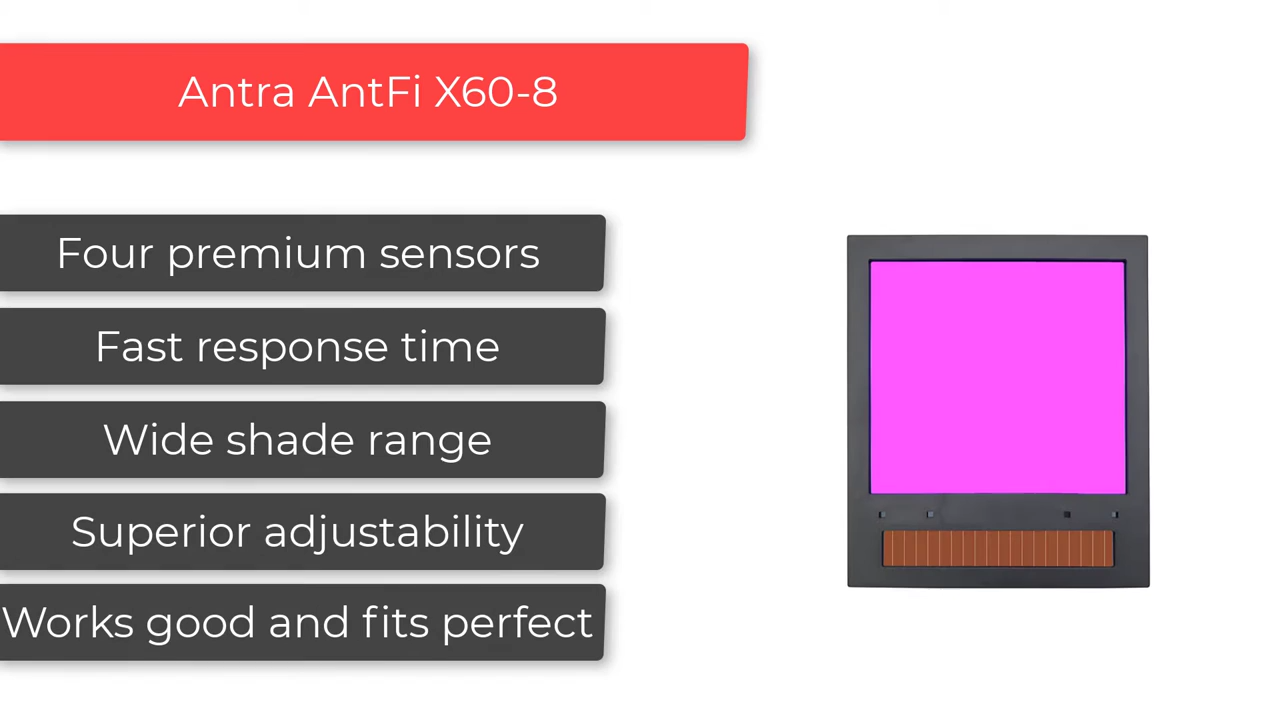 Antra AntFi X60-8
Four premium sensors
Fast response time
Wide shade range
Superior adjustability
Works good and fits perfect